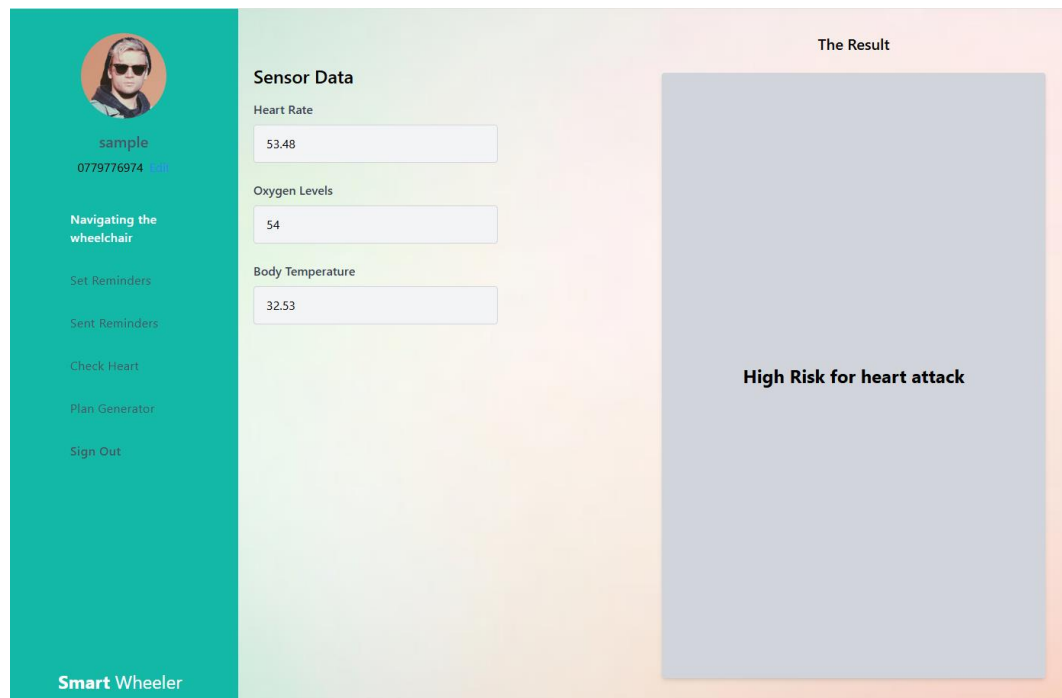 sample
0779776974 Edit
Navigating the
wheelchair
Set Reminders
Sent Reminders
Check Heart
Plan Generator
Sign Out
Smart Wheeler
Sensor Data
Heart Rate
53.48
Oxygen Levels
54
Body Temperature
32.53
The Result
High Risk for heart attack